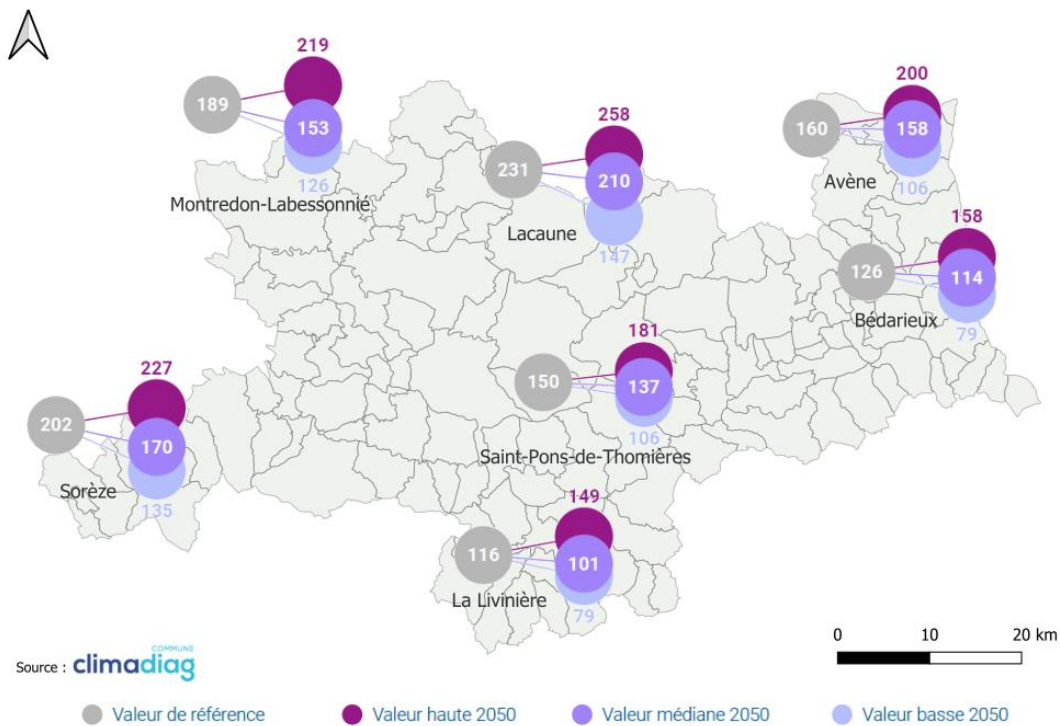 219
189
153
126
Montredon-Labessonnié
258
231
210
147
Lacaune
200
160
158
106
Avène
158
126
114
79
Bédarieux
181
150
137
106
Saint-Pons-de-Thomières
227
202
170
135
Sorèze
149
116
101
79
La Livinière
0 10 20 km
Source : climadiag COMMUNE
Valeur de référence Valeur haute 2050 Valeur médiane 2050 Valeur basse 2050